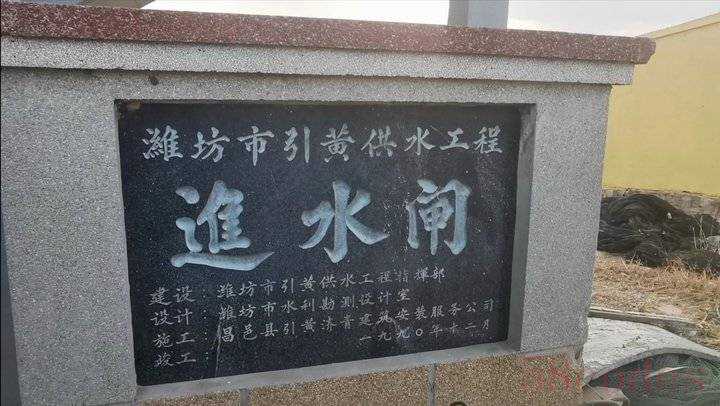 潍坊市引黄供水工程
進水闸
建设：潍坊市引黄供水工程指挥部
设计：潍坊市水利勘测设计室
施工：昌邑县引黄济青建筑安装服务公司
竣工：一九九〇年十二月